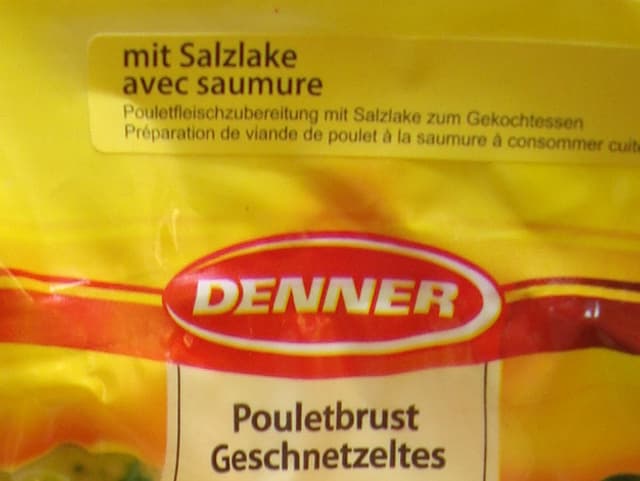 mit Salzlake
avec saumure
Pouletfleischzubereitung mit Salzlake zum Gekochtessen
Préparation de viande de poulet à la saumure à consommer cuite
DENNER
Pouletbrust
Geschnetzeltes